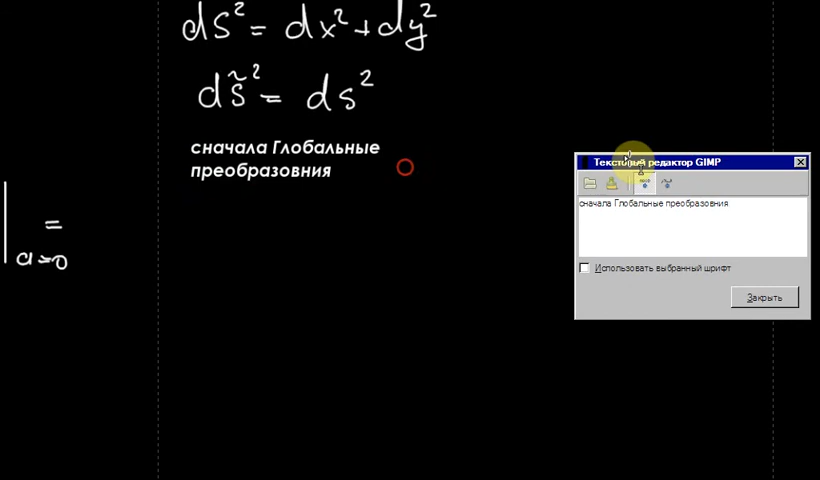 ds² = dx² + dy²
ds̃² = ds²
сначала Глобальные
преобразовния
=
a=0
Текстовый редактор GIMP
сначала Глобальные преобразовния
Использовать выбранный шрифт
Закрыть